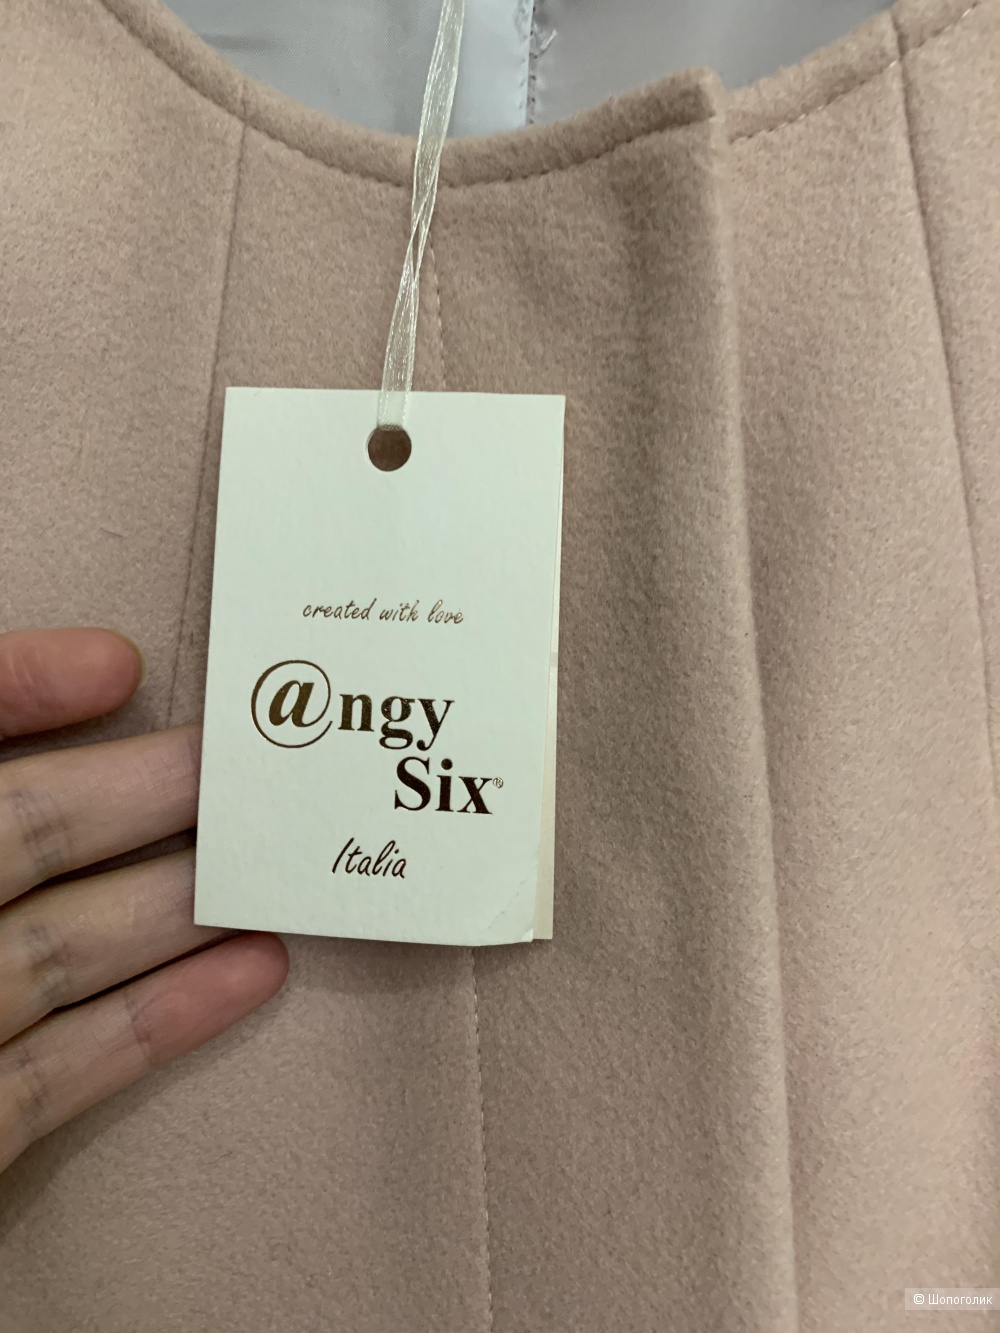 created with love
@ngy
Six®
Italia
© Шопоголик